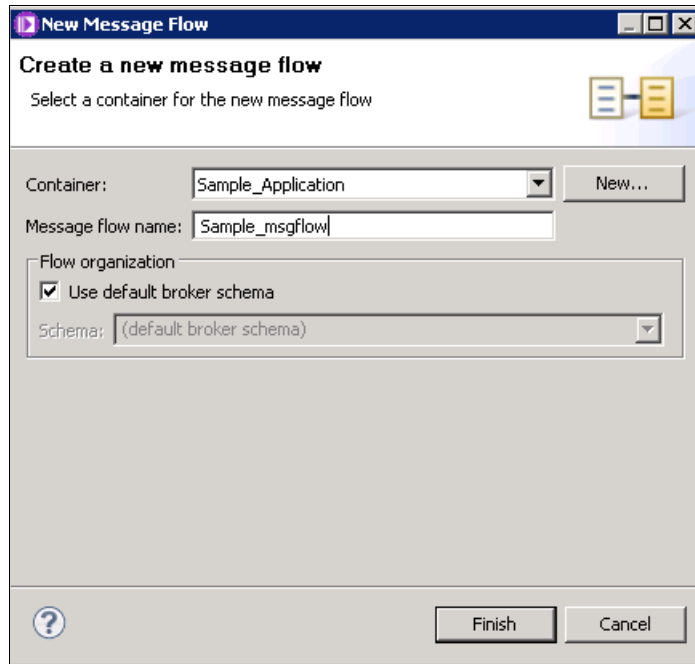 New Message Flow
Create a new message flow
Select a container for the new message flow
Container: Sample_Application New...
Message flow name: Sample_msgflow
Flow organization
Use default broker schema
Schema: (default broker schema)
? Finish Cancel